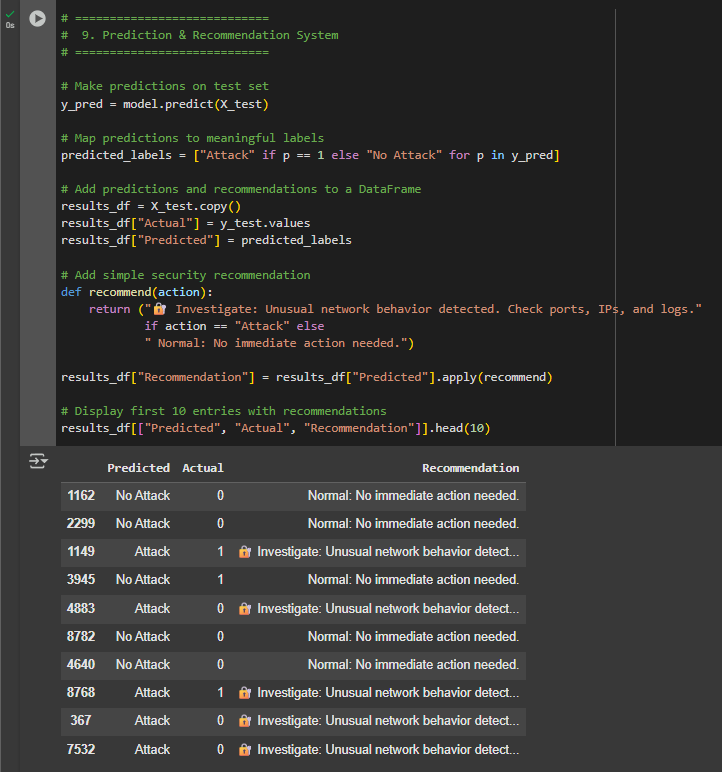 0s
# ============================
#  9. Prediction & Recommendation System
# ============================
# Make predictions on test set
y_pred = model.predict(X_test)
# Map predictions to meaningful labels
predicted_labels = ["Attack" if p == 1 else "No Attack" for p in y_pred]
# Add predictions and recommendations to a DataFrame
results_df = X_test.copy()
results_df["Actual"] = y_test.values
results_df["Predicted"] = predicted_labels
# Add simple security recommendation
def recommend(action):
    return ("🔐 Investigate: Unusual network behavior detected. Check ports, IPs, and logs."
            if action == "Attack" else
            " Normal: No immediate action needed.")
results_df["Recommendation"] = results_df["Predicted"].apply(recommend)
# Display first 10 entries with recommendations
results_df[["Predicted", "Actual", "Recommendation"]].head(10)
Predicted Actual Recommendation
1162 No Attack 0 Normal: No immediate action needed.
2299 No Attack 0 Normal: No immediate action needed.
1149 Attack 1 🔐 Investigate: Unusual network behavior detect...
3945 No Attack 1 Normal: No immediate action needed.
4883 Attack 0 🔐 Investigate: Unusual network behavior detect...
8782 No Attack 0 Normal: No immediate action needed.
4640 No Attack 0 Normal: No immediate action needed.
8768 Attack 1 🔐 Investigate: Unusual network behavior detect...
367 Attack 0 🔐 Investigate: Unusual network behavior detect...
7532 Attack 0 🔐 Investigate: Unusual network behavior detect...